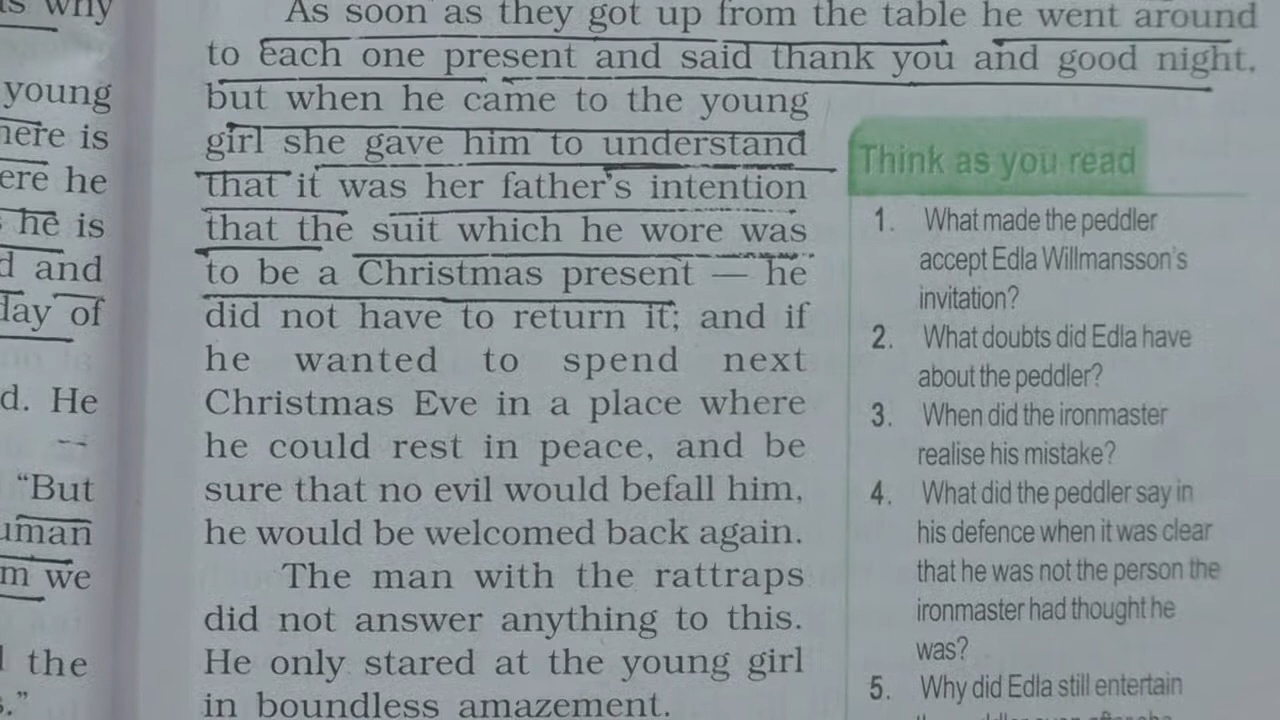 s why
young
here is
ere he
he is
d and
day of
d. He
“But
uman
m we
the
.”
As soon as they got up from the table he went around
to each one present and said thank you and good night,
but when he came to the young
girl she gave him to understand
that it was her father's intention
that the suit which he wore was
to be a Christmas present — he
did not have to return it; and if
he wanted to spend next
Christmas Eve in a place where
he could rest in peace, and be
sure that no evil would befall him,
he would be welcomed back again.
The man with the rattraps
did not answer anything to this.
He only stared at the young girl
in boundless amazement.
Think as you read
1. What made the peddler
accept Edla Willmansson's
invitation?
2. What doubts did Edla have
about the peddler?
3. When did the ironmaster
realise his mistake?
4. What did the peddler say in
his defence when it was clear
that he was not the person the
ironmaster had thought he
was?
5. Why did Edla still entertain